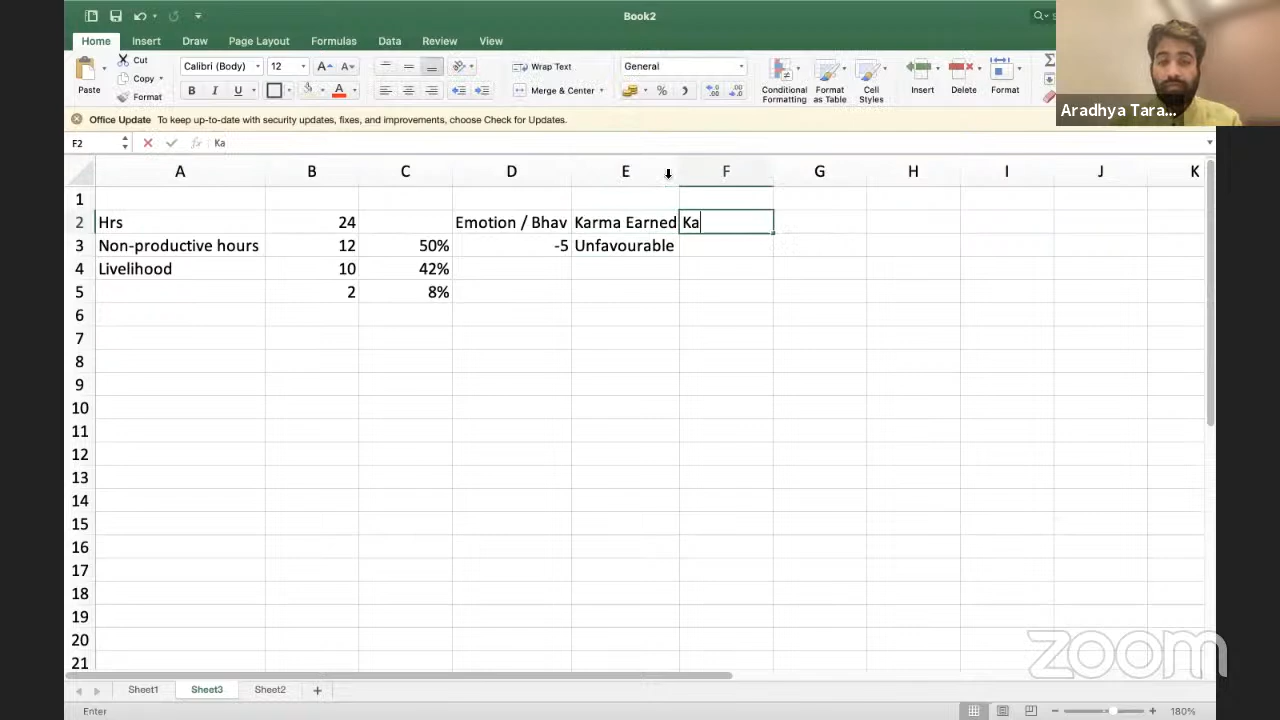 Book2
Home Insert Draw Page Layout Formulas Data Review View
Paste Cut Copy Format
Calibri (Body) 12
Wrap Text
Merge & Center
General
Conditional Formatting
Format as Table
Cell Styles
Insert Delete Format
B I U
Office Update To keep up-to-date with security updates, fixes, and improvements, choose Check for Updates.
Aradhya Tara...
F2 fx Ka
A B C D E F G H I J K
1
2 Hrs 24 Emotion / Bhav Karma Earned Ka
3 Non-productive hours 12 50% -5 Unfavourable
4 Livelihood 10 42%
5 2 8%
6
7
8
9
10
11
12
13
14
15
16
17
18
19
20
21
zoom
Sheet1 Sheet3 Sheet2 +
Enter 180%